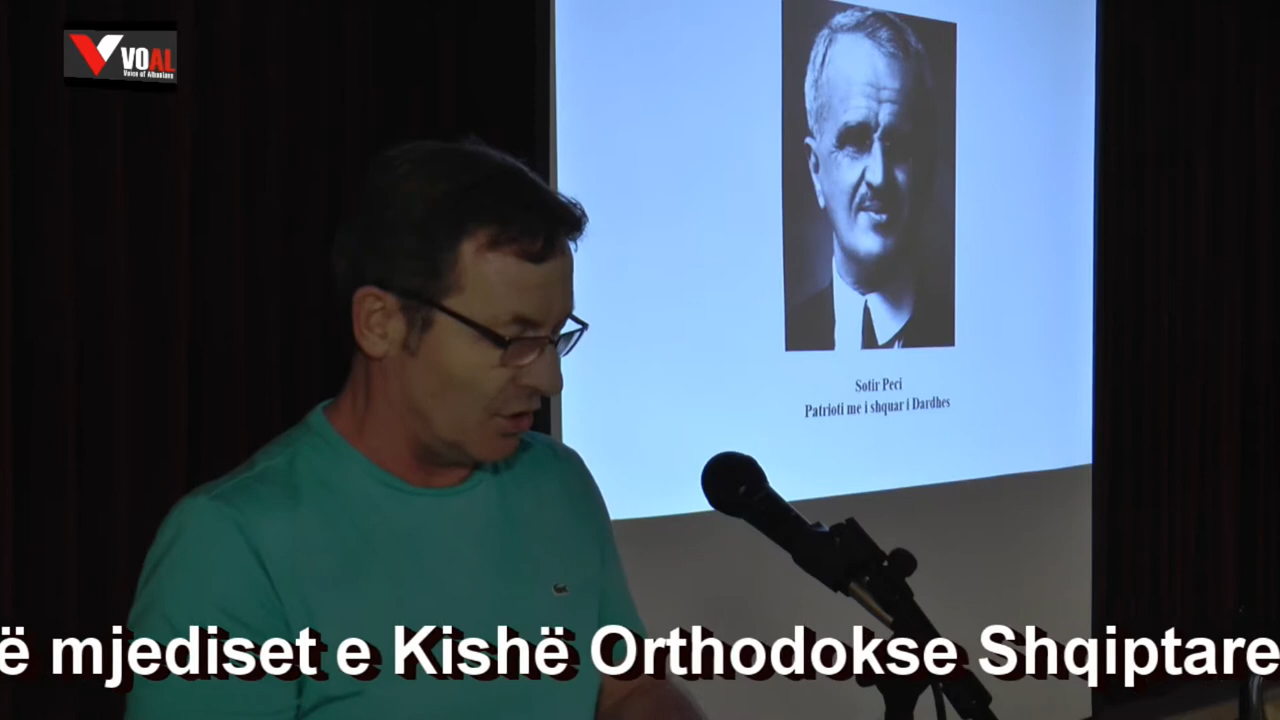 VOAL
Voice of Albanians
Sotir Peci
Patrioti me i shquar i Dardhes
ë mjediset e Kishë Orthodokse Shqiptare